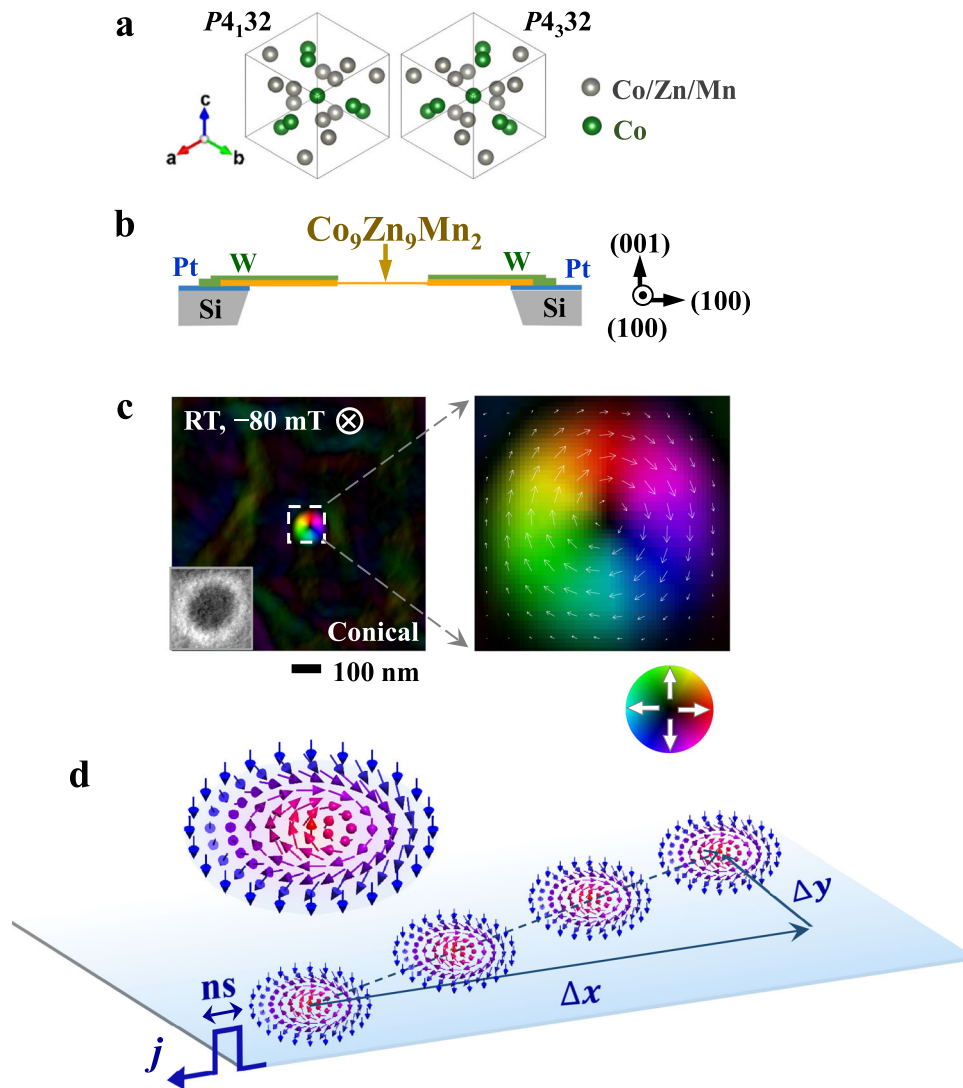 a
P4₁32
P4₃32
c
a
b
Co/Zn/Mn
Co
b
Co₉Zn₉Mn₂
Pt
W
W
Pt
Si
Si
(001)
(100)
(100)
c
RT, −80 mT
Conical
100 nm
d
Δy
Δx
ns
j